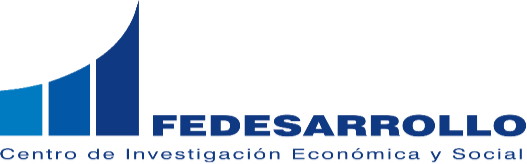 FEDESARROLLO
Centro de Investigación Económica y Social